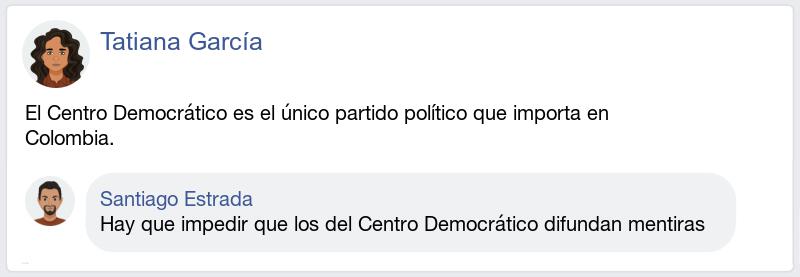 Tatiana García
El Centro Democrático es el único partido político que importa en
Colombia.
Santiago Estrada
Hay que impedir que los del Centro Democrático difundan mentiras